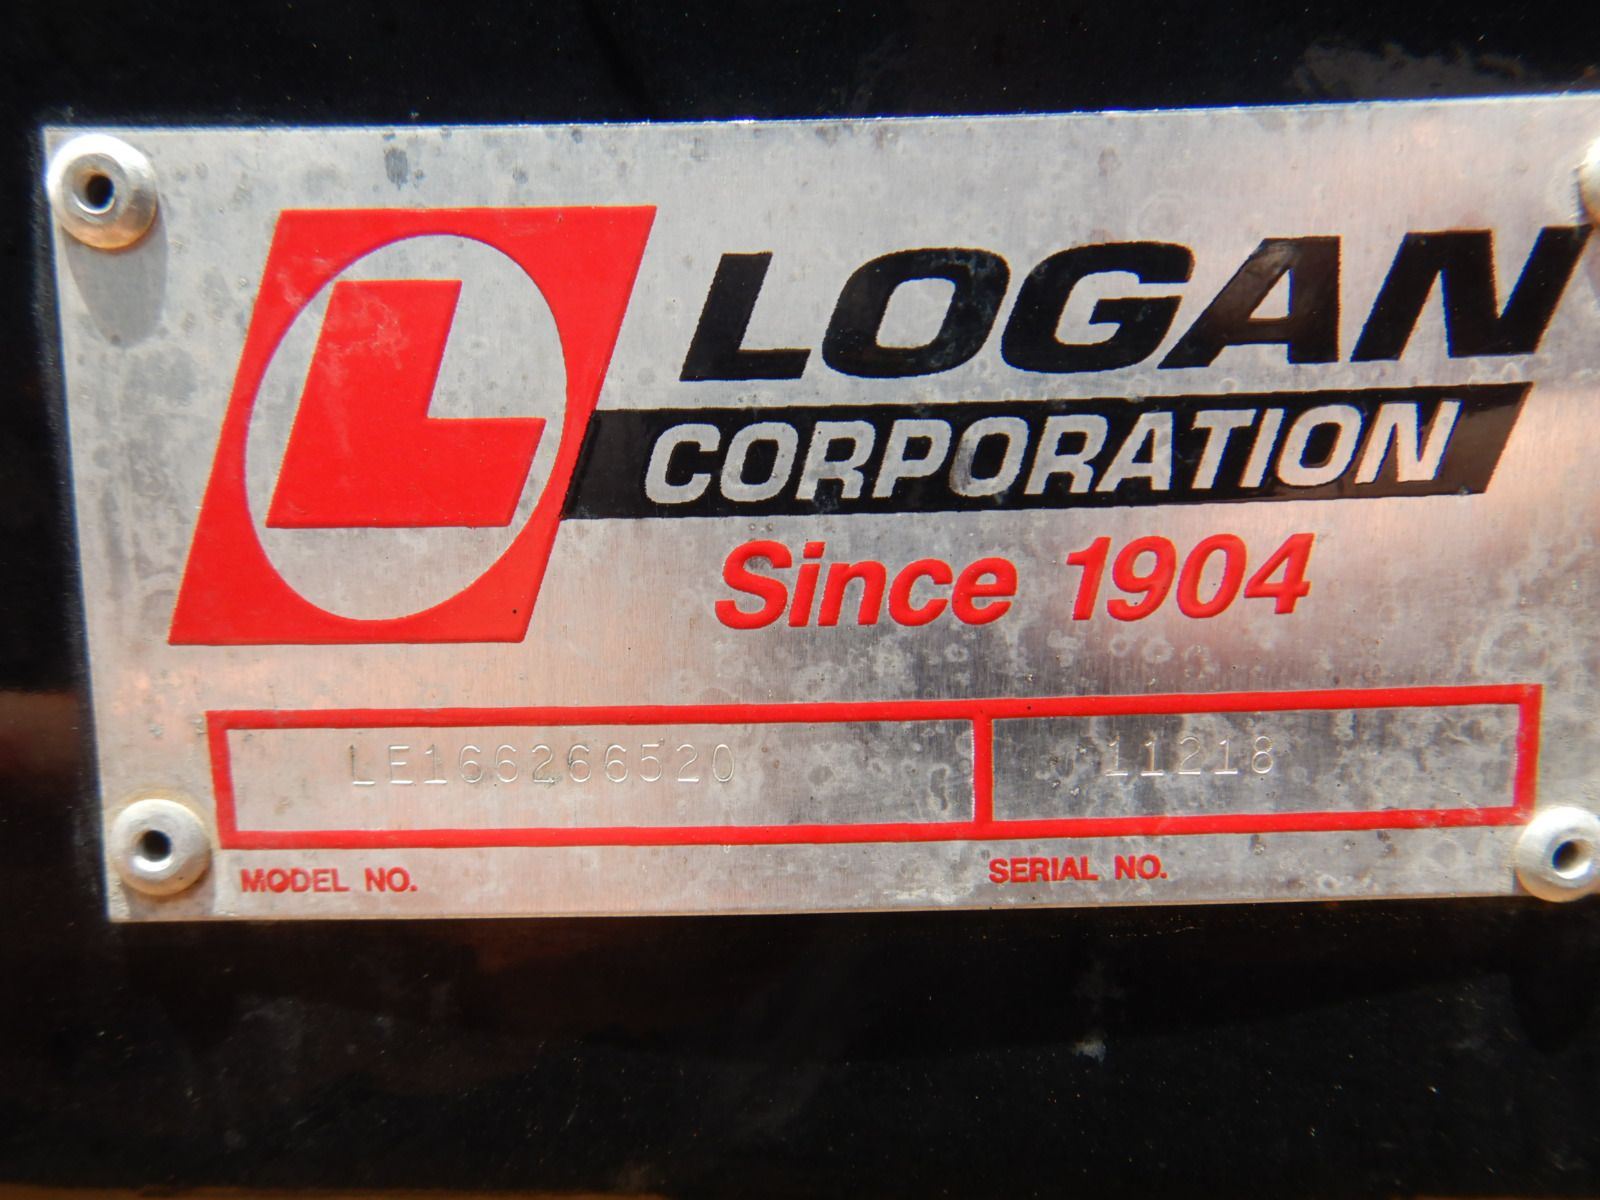 L
LOGAN
CORPORATION
Since 1904
LE166266520
11218
MODEL NO.
SERIAL NO.